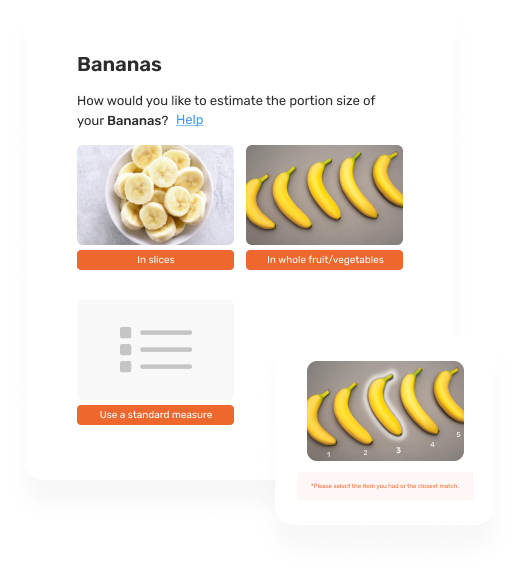 Bananas
How would you like to estimate the portion size of
your Bananas? Help
In slices
In whole fruit/vegetables
Use a standard measure
1 2 3 4 5
*Please select the item you had or the closest match.